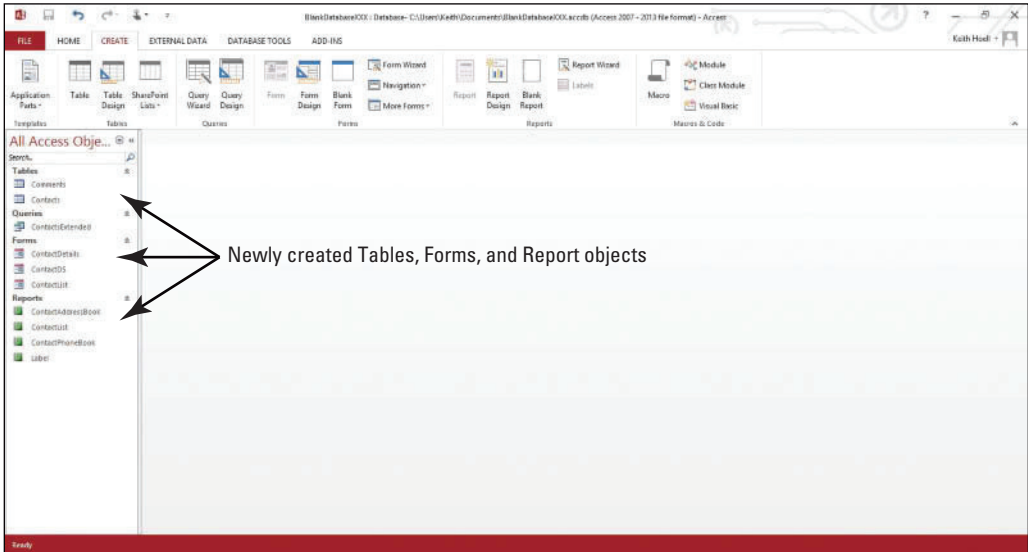 BlankDatabaseXXX : Database- C:\Users\Keith\Documents\BlankDatabaseXXX.accdb (Access 2007 - 2013 file format) - Access
?
FILE HOME CREATE EXTERNAL DATA DATABASE TOOLS ADD-INS
Keith Hoell
Application Parts
Table
Table Design
SharePoint Lists
Query Wizard
Query Design
Form
Form Design
Blank Form
Form Wizard
Navigation
More Forms
Report
Report Design
Blank Report
Report Wizard
Labels
Macro
Module
Class Module
Visual Basic
Templates
Tables
Queries
Forms
Reports
Macros & Code
All Access Obje...
Search...
Tables
Comments
Contacts
Queries
ContactsExtended
Forms
ContactDetails
ContactDS
ContactList
Reports
ContactAddressBook
ContactList
ContactPhoneBook
Label
Newly created Tables, Forms, and Report objects
Ready